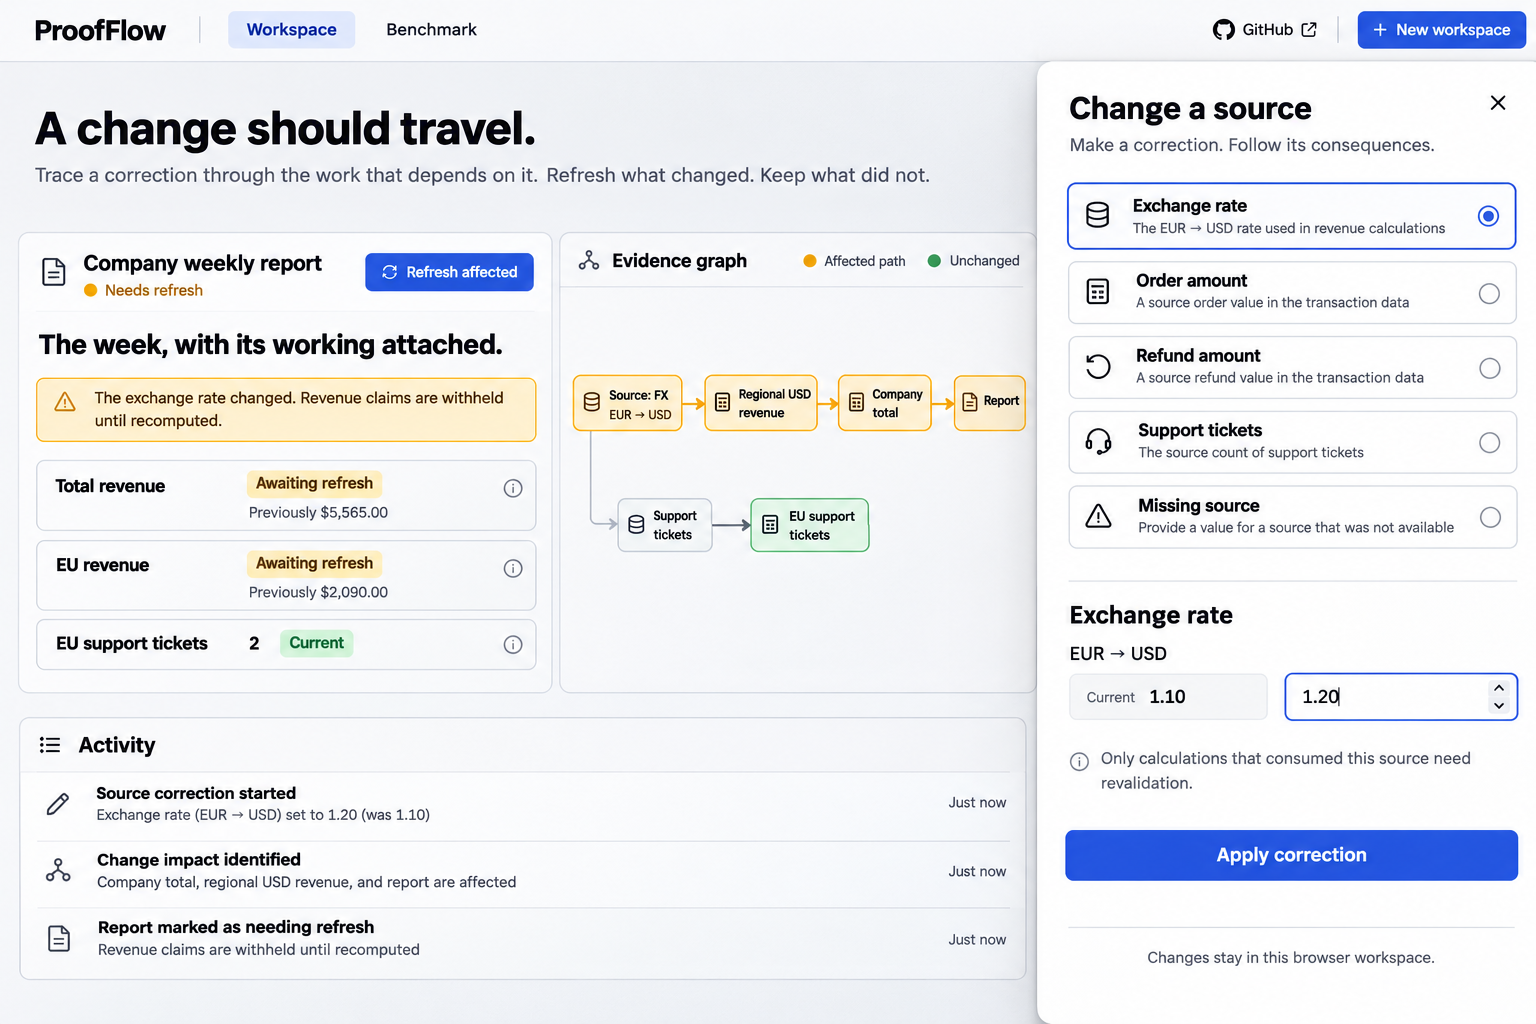 ProofFlow
Workspace
Benchmark
GitHub
+ New workspace
A change should travel.
Trace a correction through the work that depends on it. Refresh what changed. Keep what did not.
Company weekly report
Needs refresh
Refresh affected
The week, with its working attached.
The exchange rate changed. Revenue claims are withheld
until recomputed.
Total revenue
Awaiting refresh
Previously $5,565.00
EU revenue
Awaiting refresh
Previously $2,090.00
EU support tickets
2
Current
Evidence graph
Affected path
Unchanged
Source: FX
EUR → USD
Regional USD
revenue
Company
total
Report
Support
tickets
EU support
tickets
Activity
Source correction started
Exchange rate (EUR → USD) set to 1.20 (was 1.10)
Just now
Change impact identified
Company total, regional USD revenue, and report are affected
Just now
Report marked as needing refresh
Revenue claims are withheld until recomputed
Just now
Change a source
Make a correction. Follow its consequences.
Exchange rate
The EUR → USD rate used in revenue calculations
Order amount
A source order value in the transaction data
Refund amount
A source refund value in the transaction data
Support tickets
The source count of support tickets
Missing source
Provide a value for a source that was not available
Exchange rate
EUR → USD
Current 1.10
1.20
Only calculations that consumed this source need
revalidation.
Apply correction
Changes stay in this browser workspace.